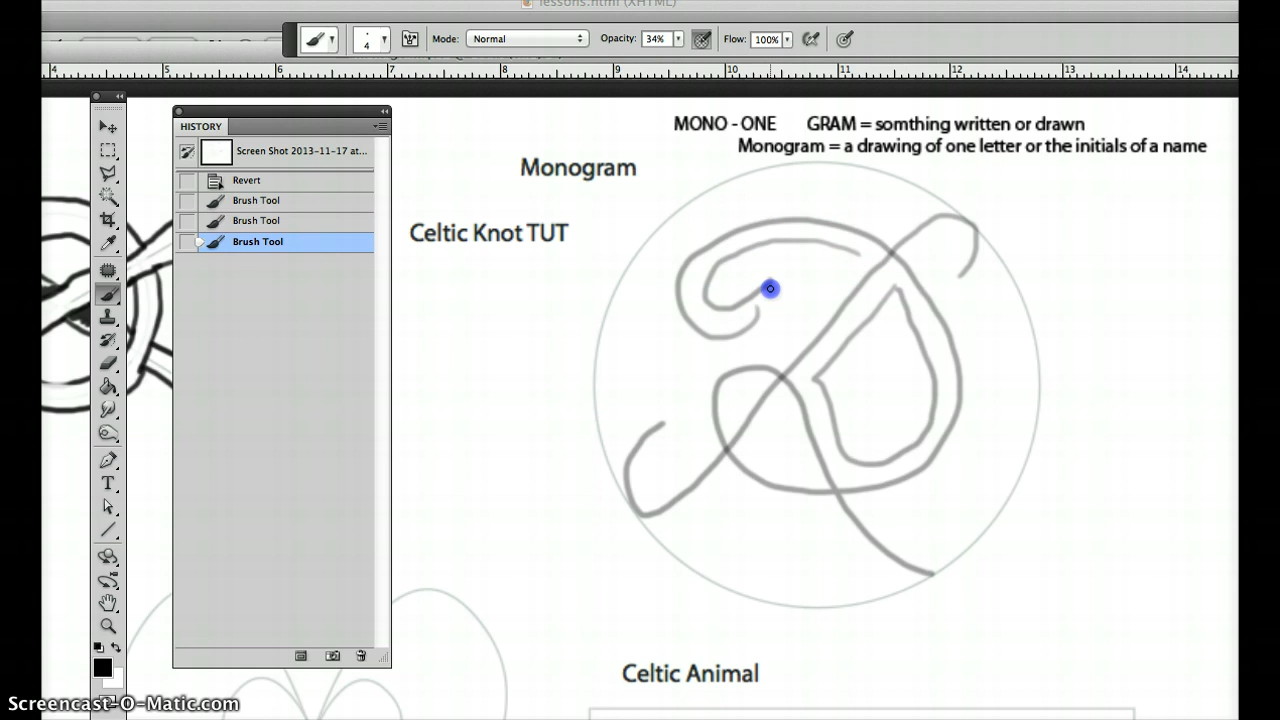 lessons.html (XHTML)
4 Mode: Normal Opacity: 34% Flow: 100%
4 5 6 7 8 9 10 11 12 13 14
HISTORY
Screen Shot 2013-11-17 at...
Revert
Brush Tool
Brush Tool
Brush Tool
MONO - ONE GRAM = somthing written or drawn
Monogram = a drawing of one letter or the initials of a name
Monogram
Celtic Knot TUT
Celtic Animal
Screencast-O-Matic.com